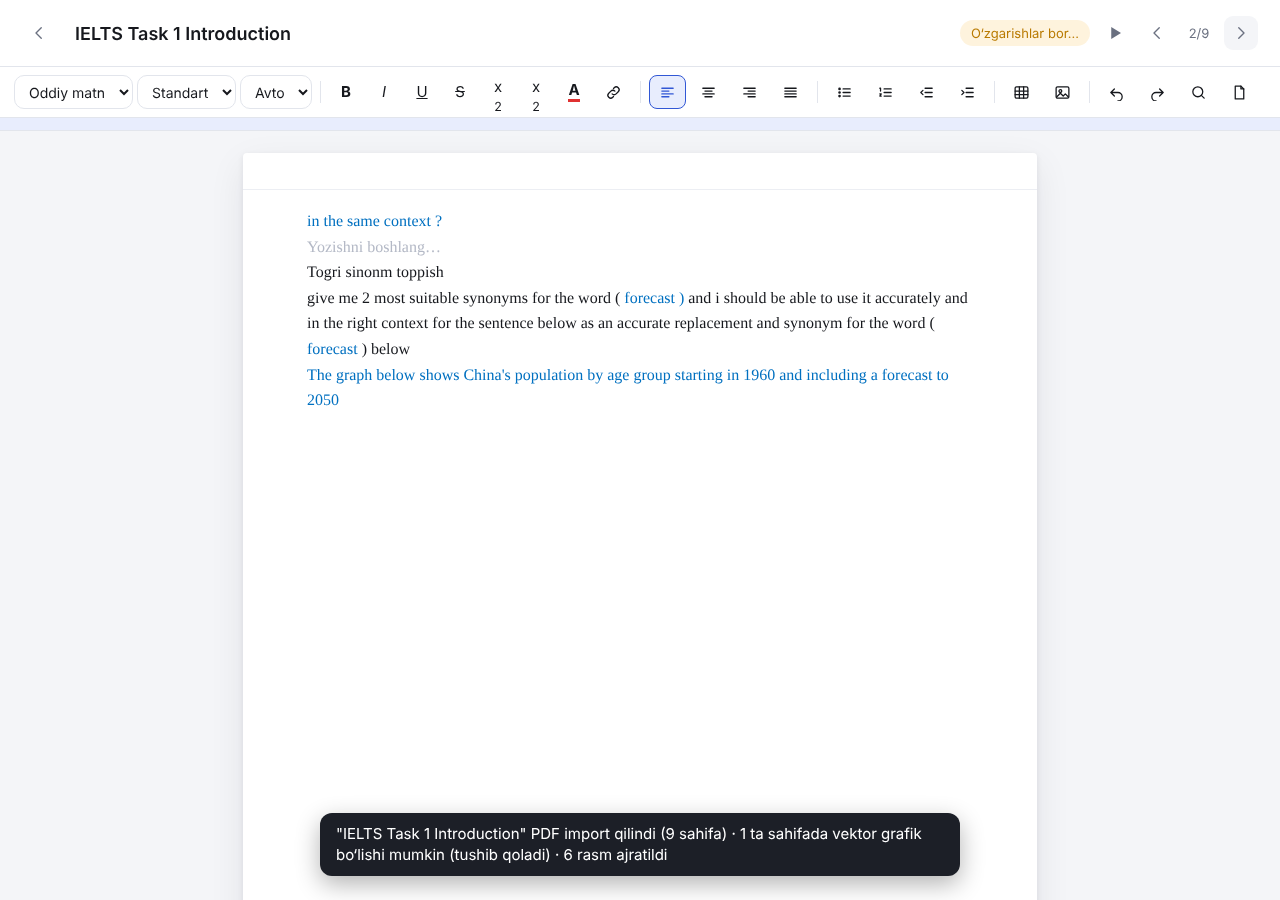 IELTS Task 1 Introduction
O‘zgarishlar bor…
2/9
Oddiy matn
Standart
Avto
B
I
U
S
x
2
x
2
A
in the same context ?
Yozishni boshlang…
Togri sinonm toppish
give me 2 most suitable synonyms for the word ( forecast ) and i should be able to use it accurately and
in the right context for the sentence below as an accurate replacement and synonym for the word (
forecast ) below
The graph below shows China's population by age group starting in 1960 and including a forecast to
2050
"IELTS Task 1 Introduction" PDF import qilindi (9 sahifa) · 1 ta sahifada vektor grafik
bo‘lishi mumkin (tushib qoladi) · 6 rasm ajratildi